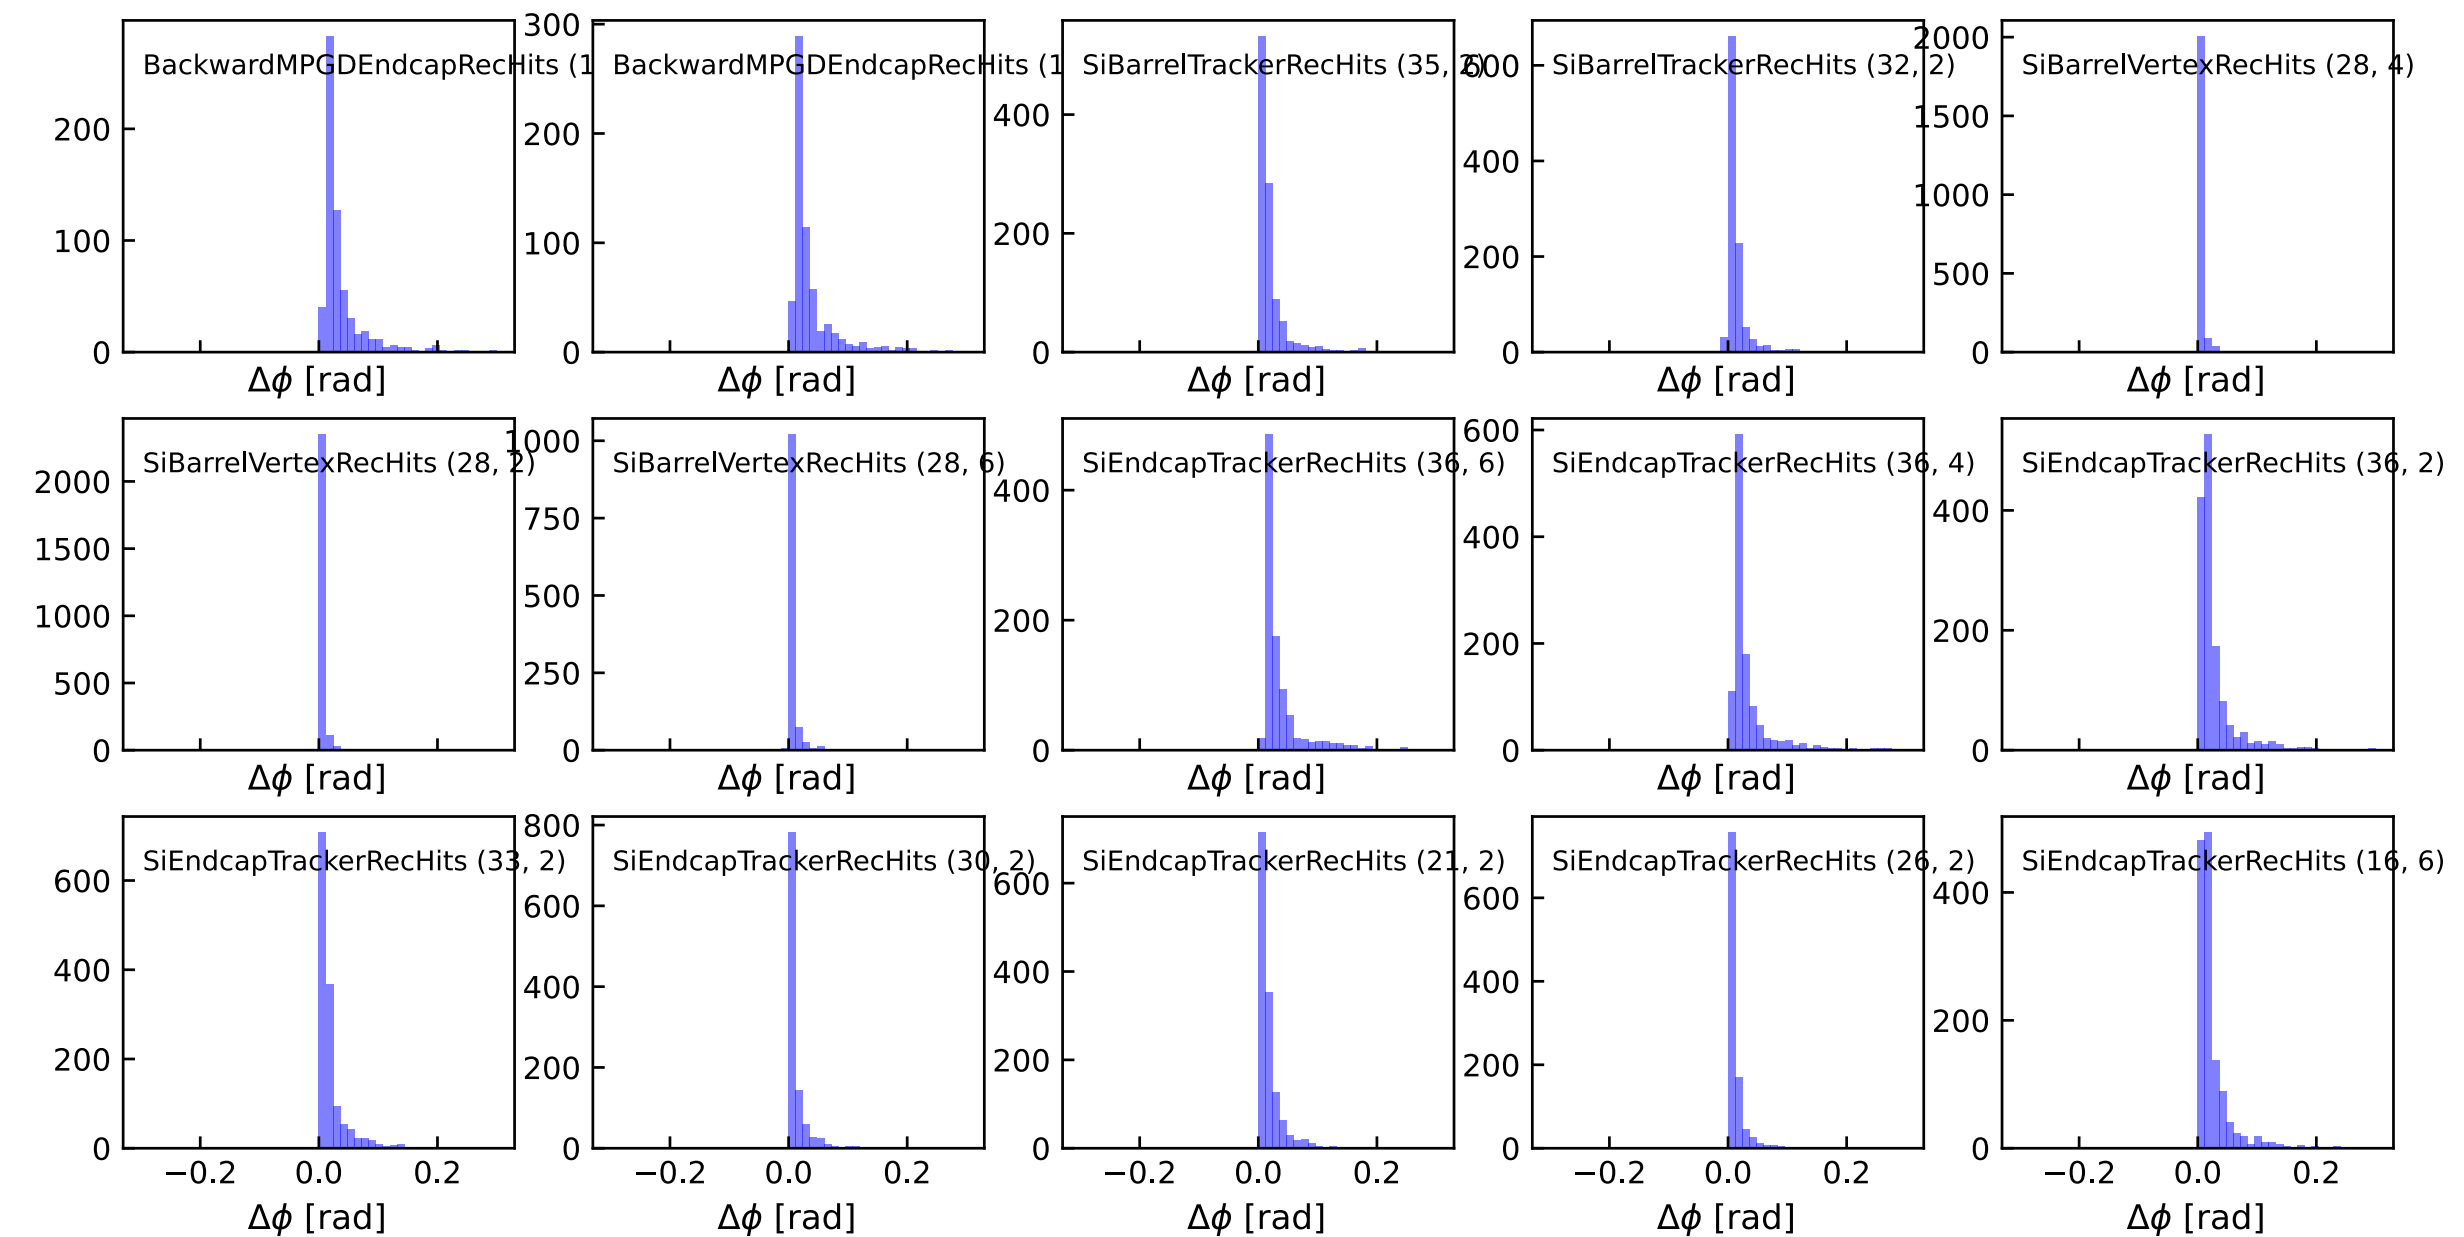 BackwardMPGDEndcapRecHits (1
200
100
0
Δϕ [rad]
BackwardMPGDEndcapRecHits (1
300
200
100
0
Δϕ [rad]
SiBarrelTrackerRecHits (35, 2)
400
200
0
Δϕ [rad]
SiBarrelTrackerRecHits (32, 2)
600
400
200
0
Δϕ [rad]
SiBarrelVertexRecHits (28, 4)
2000
1500
1000
500
0
Δϕ [rad]
SiBarrelVertexRecHits (28, 2)
2000
1500
1000
500
0
Δϕ [rad]
SiBarrelVertexRecHits (28, 6)
1000
750
500
250
0
Δϕ [rad]
SiEndcapTrackerRecHits (36, 6)
400
200
0
Δϕ [rad]
SiEndcapTrackerRecHits (36, 4)
600
400
200
0
Δϕ [rad]
SiEndcapTrackerRecHits (36, 2)
400
200
0
Δϕ [rad]
SiEndcapTrackerRecHits (33, 2)
600
400
200
0
−0.2 0.0 0.2
Δϕ [rad]
SiEndcapTrackerRecHits (30, 2)
800
600
400
200
0
−0.2 0.0 0.2
Δϕ [rad]
SiEndcapTrackerRecHits (21, 2)
600
400
200
0
−0.2 0.0 0.2
Δϕ [rad]
SiEndcapTrackerRecHits (26, 2)
600
400
200
0
−0.2 0.0 0.2
Δϕ [rad]
SiEndcapTrackerRecHits (16, 6)
400
200
0
−0.2 0.0 0.2
Δϕ [rad]